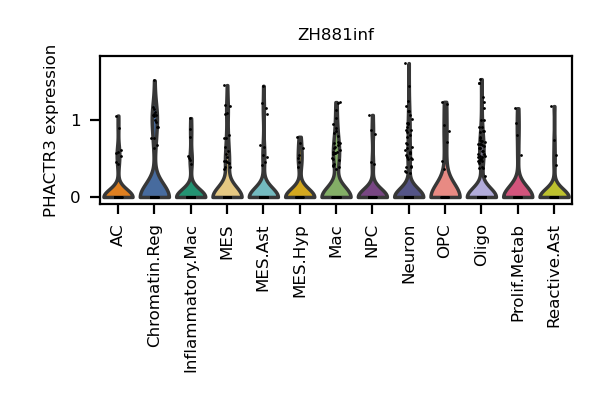 ZH881inf
PHACTR3 expression
1
0
AC
Chromatin.Reg
Inflammatory.Mac
MES
MES.Ast
MES.Hyp
Mac
NPC
Neuron
OPC
Oligo
Prolif.Metab
Reactive.Ast